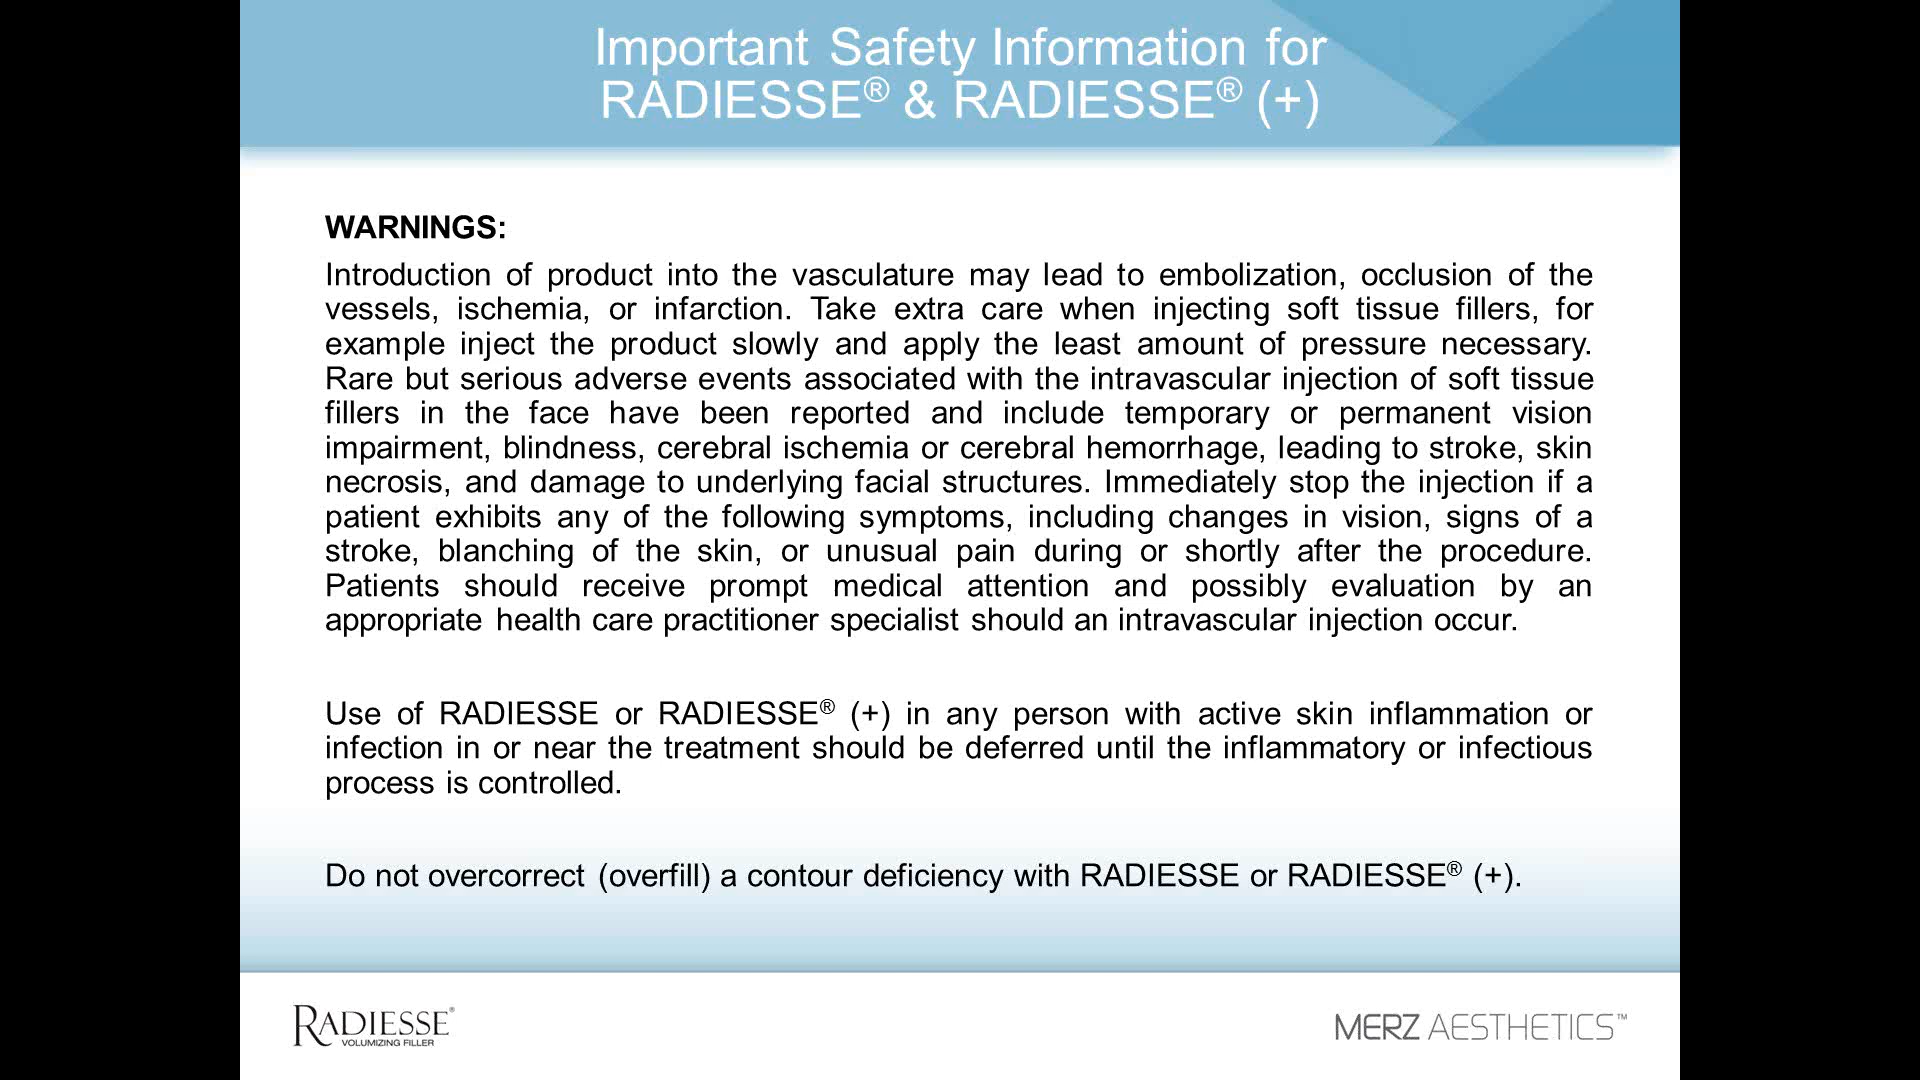 Important Safety Information for
RADIESSE® & RADIESSE® (+)
WARNINGS:
Introduction of product into the vasculature may lead to embolization, occlusion of the
vessels, ischemia, or infarction. Take extra care when injecting soft tissue fillers, for
example inject the product slowly and apply the least amount of pressure necessary.
Rare but serious adverse events associated with the intravascular injection of soft tissue
fillers in the face have been reported and include temporary or permanent vision
impairment, blindness, cerebral ischemia or cerebral hemorrhage, leading to stroke, skin
necrosis, and damage to underlying facial structures. Immediately stop the injection if a
patient exhibits any of the following symptoms, including changes in vision, signs of a
stroke, blanching of the skin, or unusual pain during or shortly after the procedure.
Patients should receive prompt medical attention and possibly evaluation by an
appropriate health care practitioner specialist should an intravascular injection occur.
Use of RADIESSE or RADIESSE® (+) in any person with active skin inflammation or
infection in or near the treatment should be deferred until the inflammatory or infectious
process is controlled.
Do not overcorrect (overfill) a contour deficiency with RADIESSE or RADIESSE® (+).
RADIESSE®
VOLUMIZING FILLER
MERZ AESTHETICS™